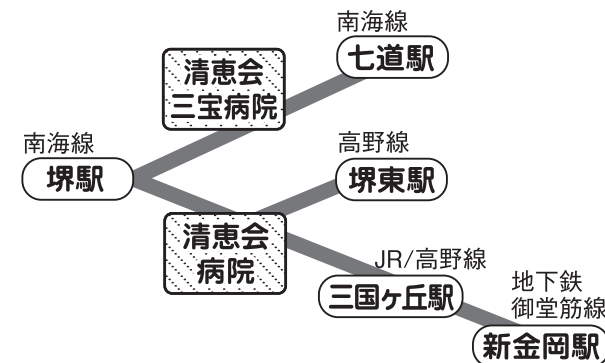 南海線
七道駅
清恵会
三宝病院
南海線
堺駅
高野線
堺東駅
清恵会
病院
JR/高野線
三国ヶ丘駅
地下鉄
御堂筋線
新金岡駅